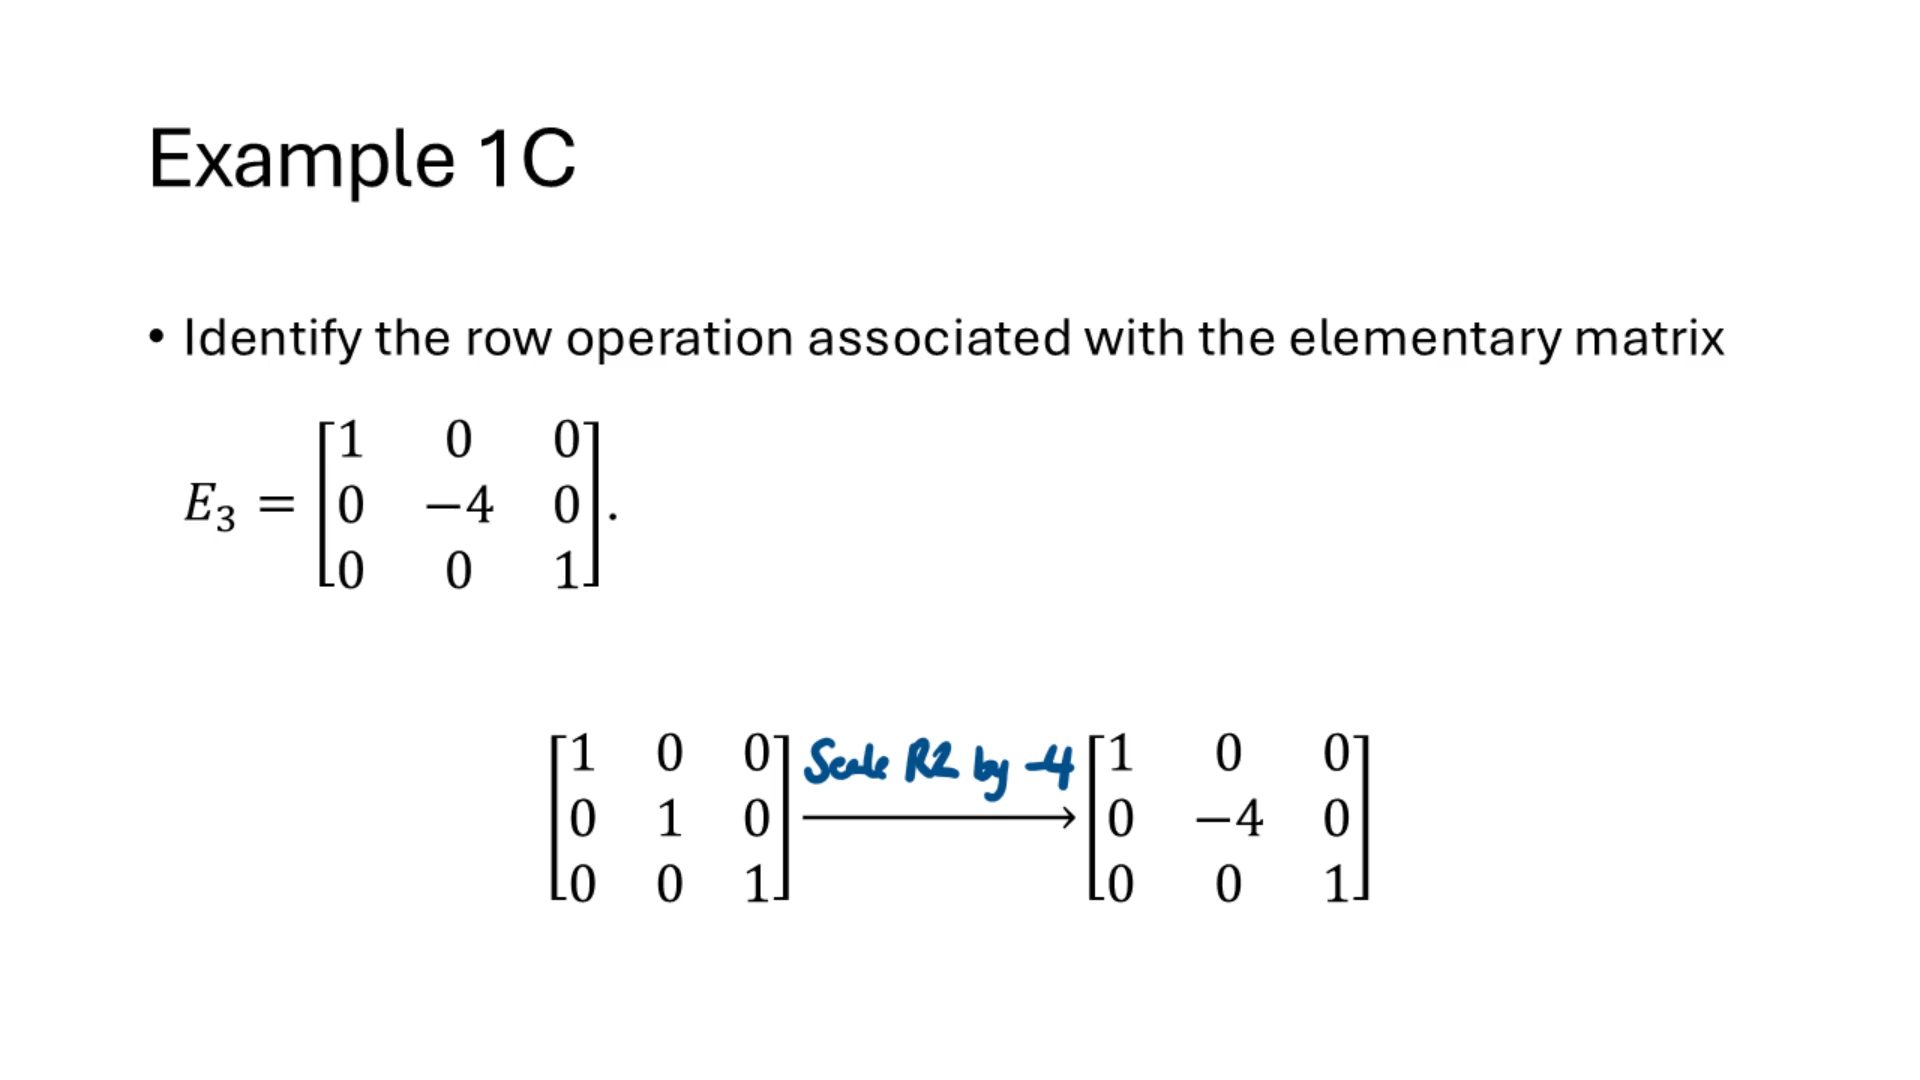 Example 1C
• Identify the row operation associated with the elementary matrix
1 0 0
E₃ = 0 −4 0 .
0 0 1
Scale R2 by -4
1 0 0 1 0 0
0 1 0 → 0 −4 0
0 0 1 0 0 1